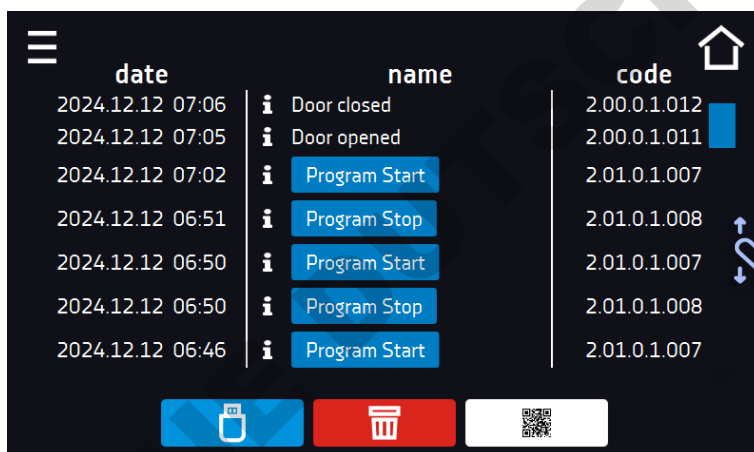 date name code
2024.12.12 07:06 i Door closed 2.00.0.1.012
2024.12.12 07:05 i Door opened 2.00.0.1.011
2024.12.12 07:02 i Program Start 2.01.0.1.007
2024.12.12 06:51 i Program Stop 2.01.0.1.008
2024.12.12 06:50 i Program Start 2.01.0.1.007
2024.12.12 06:50 i Program Stop 2.01.0.1.008
2024.12.12 06:46 i Program Start 2.01.0.1.007